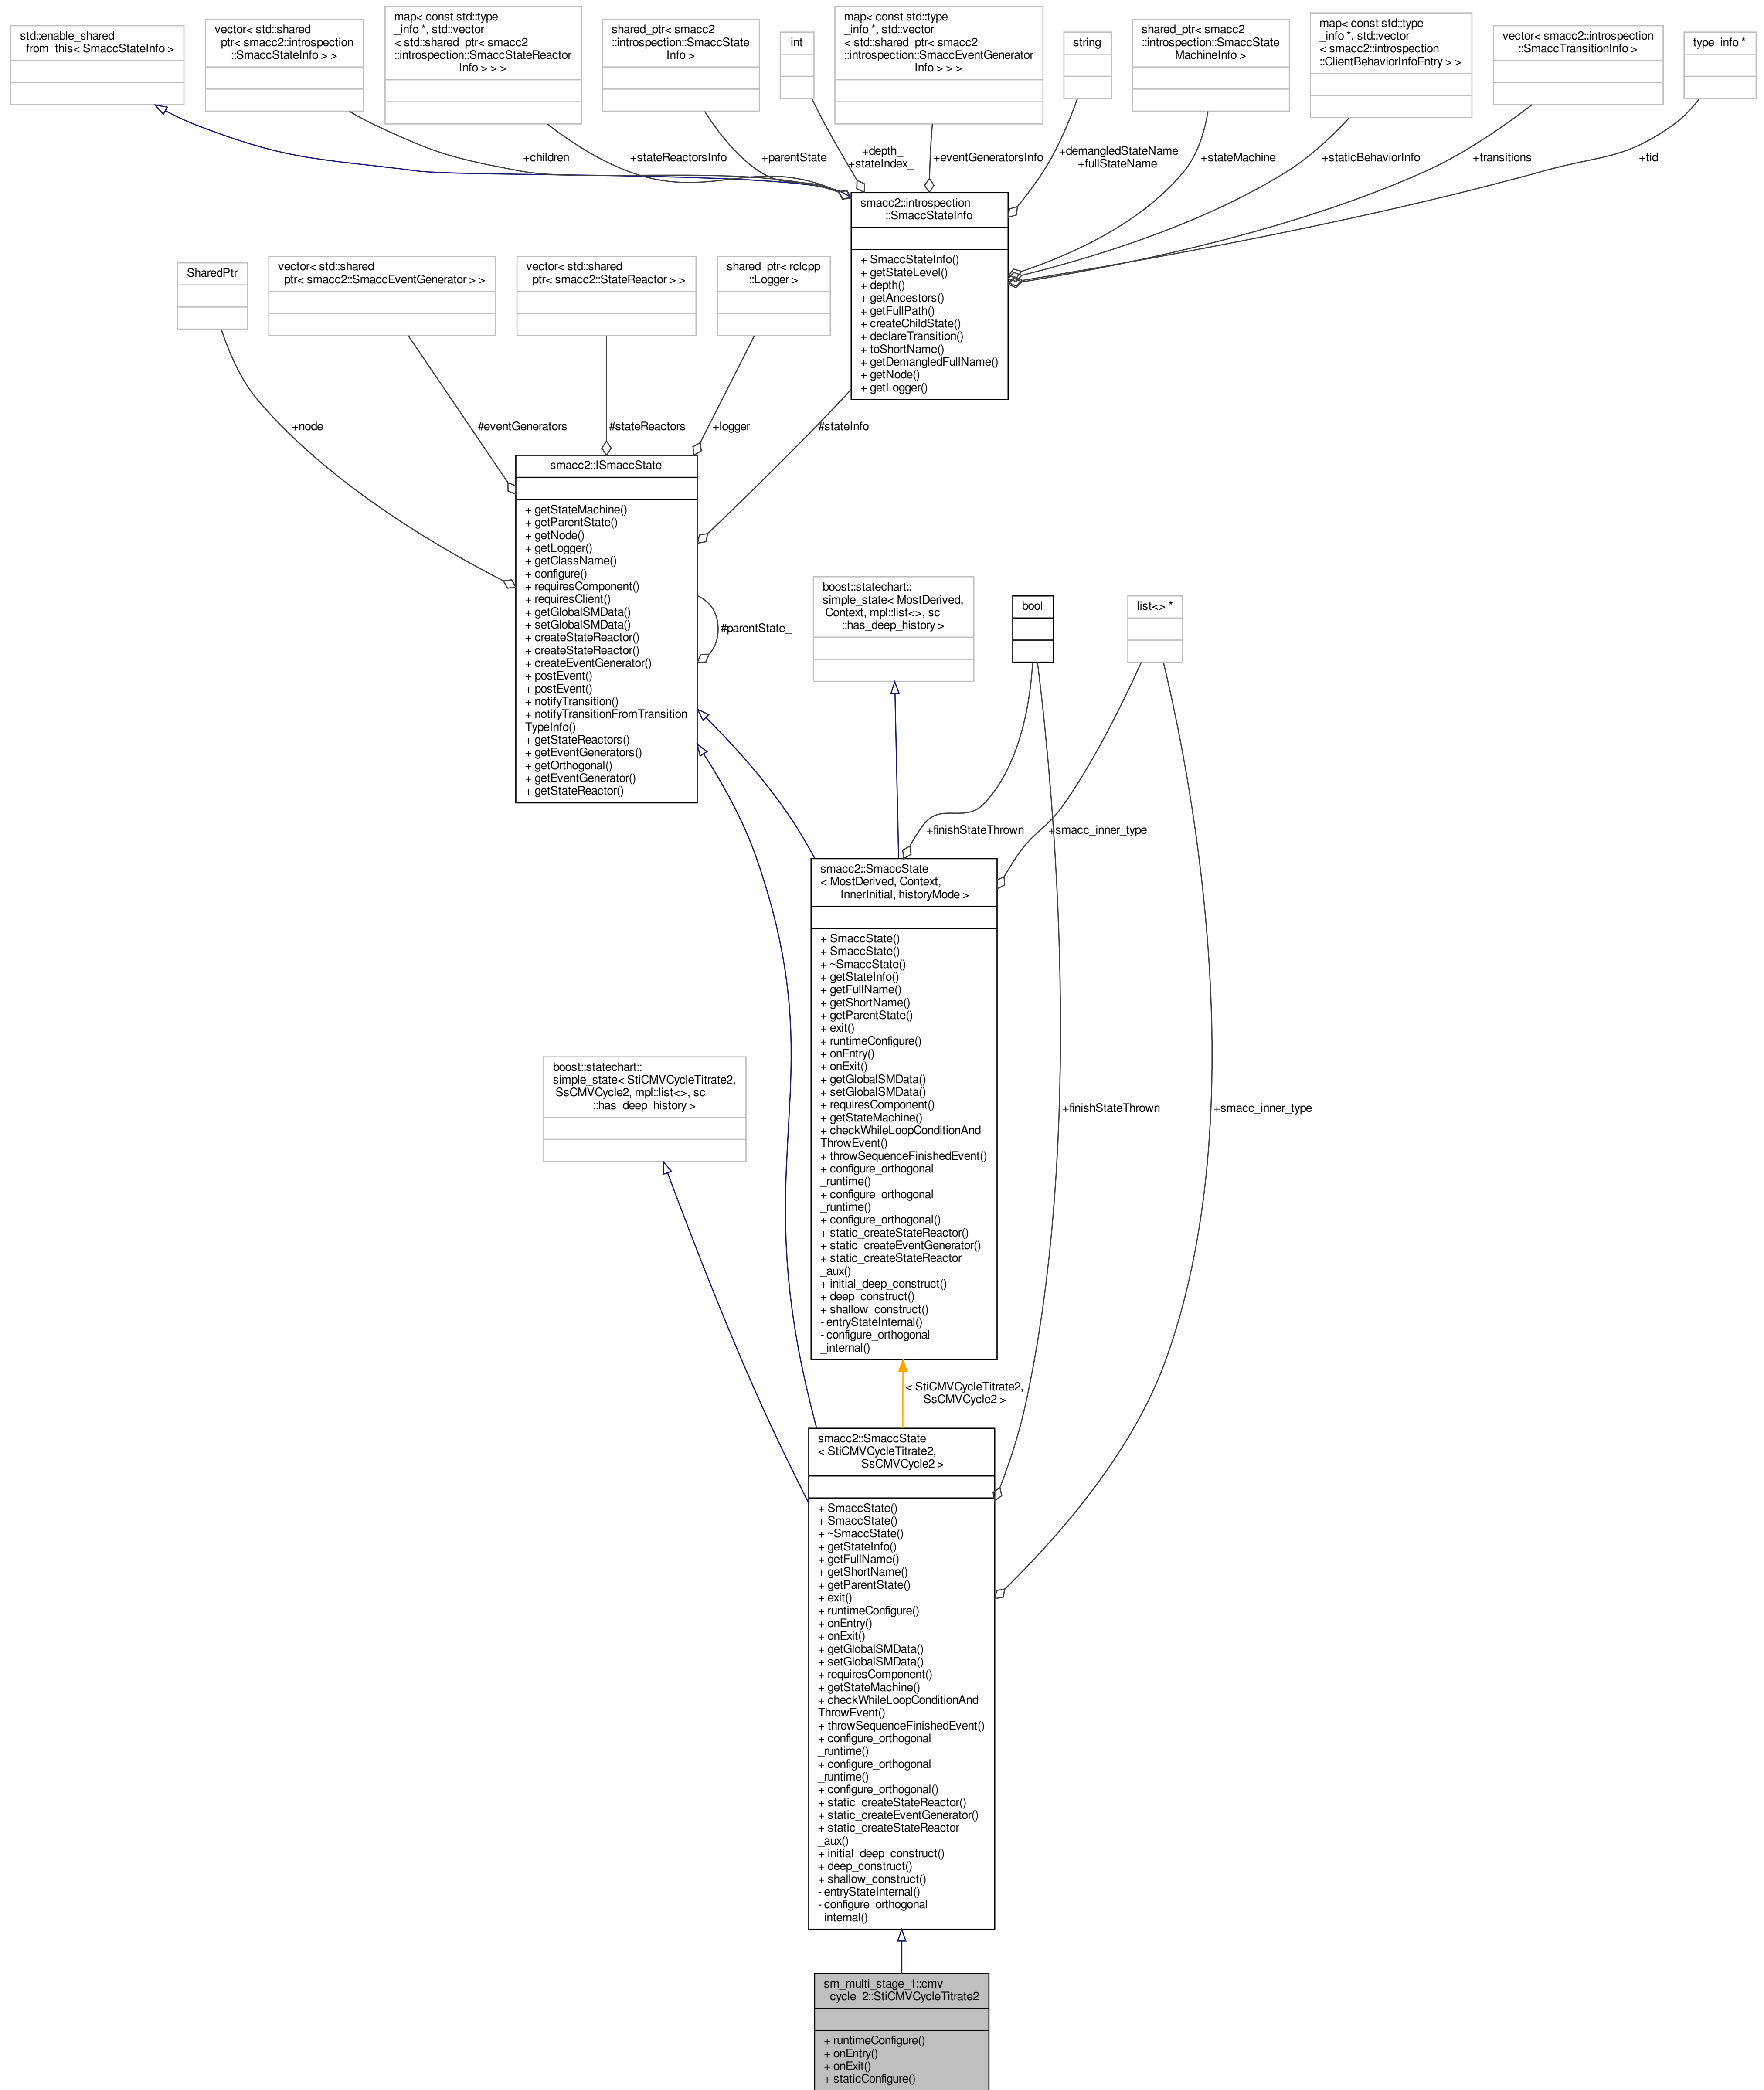 std::enable_shared
_from_this< SmaccStateInfo >
vector< std::shared
_ptr< smacc2::introspection
::SmaccStateInfo > >
map< const std::type
_info *, std::vector
< std::shared_ptr< smacc2
::introspection::SmaccStateReactor
Info > > >
shared_ptr< smacc2
::introspection::SmaccState
Info >
int
map< const std::type
_info *, std::vector
< std::shared_ptr< smacc2
::introspection::SmaccEventGenerator
Info > > >
string
shared_ptr< smacc2
::introspection::SmaccState
MachineInfo >
map< const std::type
_info *, std::vector
< smacc2::introspection
::ClientBehaviorInfoEntry > >
vector< smacc2::introspection
::SmaccTransitionInfo >
type_info *
+children_
+stateReactorsInfo
+parentState_
+depth_
+stateIndex_
+eventGeneratorsInfo
+demangledStateName
+fullStateName
+stateMachine_
+staticBehaviorInfo
+transitions_
+tid_
smacc2::introspection
::SmaccStateInfo
+ SmaccStateInfo()
+ getStateLevel()
+ depth()
+ getAncestors()
+ getFullPath()
+ createChildState()
+ declareTransition()
+ toShortName()
+ getDemangledFullName()
+ getNode()
+ getLogger()
SharedPtr
vector< std::shared
_ptr< smacc2::SmaccEventGenerator > >
vector< std::shared
_ptr< smacc2::StateReactor > >
shared_ptr< rclcpp
::Logger >
+node_
#eventGenerators_
#stateReactors_
+logger_
#stateInfo_
smacc2::ISmaccState
+ getStateMachine()
+ getParentState()
+ getNode()
+ getLogger()
+ getClassName()
+ configure()
+ requiresComponent()
+ requiresClient()
+ getGlobalSMData()
+ setGlobalSMData()
+ createStateReactor()
+ createStateReactor()
+ createEventGenerator()
+ postEvent()
+ postEvent()
+ notifyTransition()
+ notifyTransitionFromTransition
TypeInfo()
+ getStateReactors()
+ getEventGenerators()
+ getOrthogonal()
+ getEventGenerator()
+ getStateReactor()
#parentState_
boost::statechart::
simple_state< MostDerived,
Context, mpl::list<>, sc
::has_deep_history >
bool
list<> *
+finishStateThrown
+smacc_inner_type
smacc2::SmaccState
< MostDerived, Context,
InnerInitial, historyMode >
+ SmaccState()
+ SmaccState()
+ ~SmaccState()
+ getStateInfo()
+ getFullName()
+ getShortName()
+ getParentState()
+ exit()
+ runtimeConfigure()
+ onEntry()
+ onExit()
+ getGlobalSMData()
+ setGlobalSMData()
+ requiresComponent()
+ getStateMachine()
+ checkWhileLoopConditionAnd
ThrowEvent()
+ throwSequenceFinishedEvent()
+ configure_orthogonal
_runtime()
+ configure_orthogonal
_runtime()
+ configure_orthogonal()
+ static_createStateReactor()
+ static_createEventGenerator()
+ static_createStateReactor
_aux()
+ initial_deep_construct()
+ deep_construct()
+ shallow_construct()
- entryStateInternal()
- configure_orthogonal
_internal()
boost::statechart::
simple_state< StiCMVCycleTitrate2,
SsCMVCycle2, mpl::list<>, sc
::has_deep_history >
+finishStateThrown
+smacc_inner_type
< StiCMVCycleTitrate2,
SsCMVCycle2 >
smacc2::SmaccState
< StiCMVCycleTitrate2,
SsCMVCycle2 >
+ SmaccState()
+ SmaccState()
+ ~SmaccState()
+ getStateInfo()
+ getFullName()
+ getShortName()
+ getParentState()
+ exit()
+ runtimeConfigure()
+ onEntry()
+ onExit()
+ getGlobalSMData()
+ setGlobalSMData()
+ requiresComponent()
+ getStateMachine()
+ checkWhileLoopConditionAnd
ThrowEvent()
+ throwSequenceFinishedEvent()
+ configure_orthogonal
_runtime()
+ configure_orthogonal
_runtime()
+ configure_orthogonal()
+ static_createStateReactor()
+ static_createEventGenerator()
+ static_createStateReactor
_aux()
+ initial_deep_construct()
+ deep_construct()
+ shallow_construct()
- entryStateInternal()
- configure_orthogonal
_internal()
sm_multi_stage_1::cmv
_cycle_2::StiCMVCycleTitrate2
+ runtimeConfigure()
+ onEntry()
+ onExit()
+ staticConfigure()